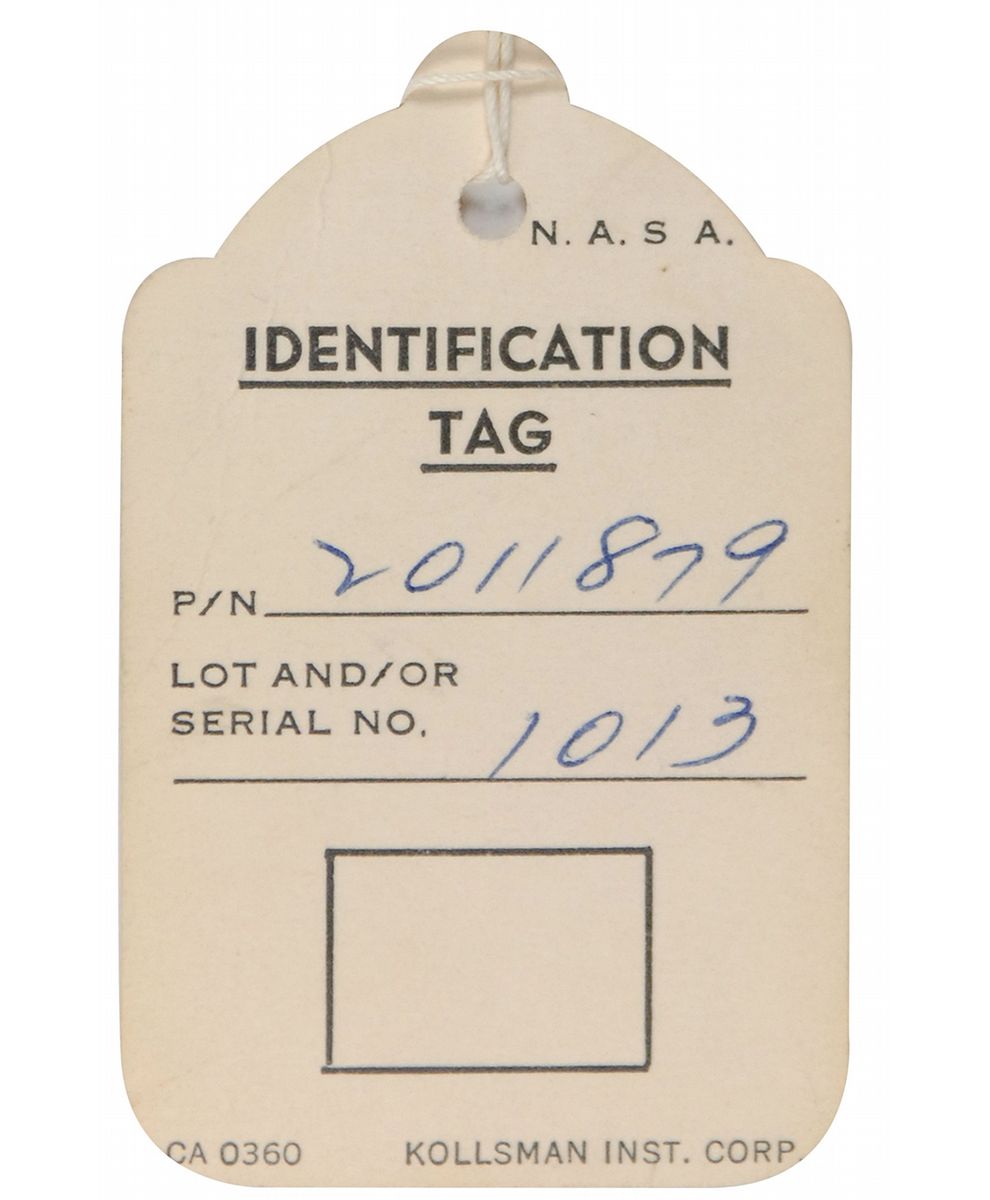 N. A. S A.
IDENTIFICATION
TAG
P/N 2011879
LOT AND/OR
SERIAL NO. 1013
CA 0360 KOLLSMAN INST. CORP.